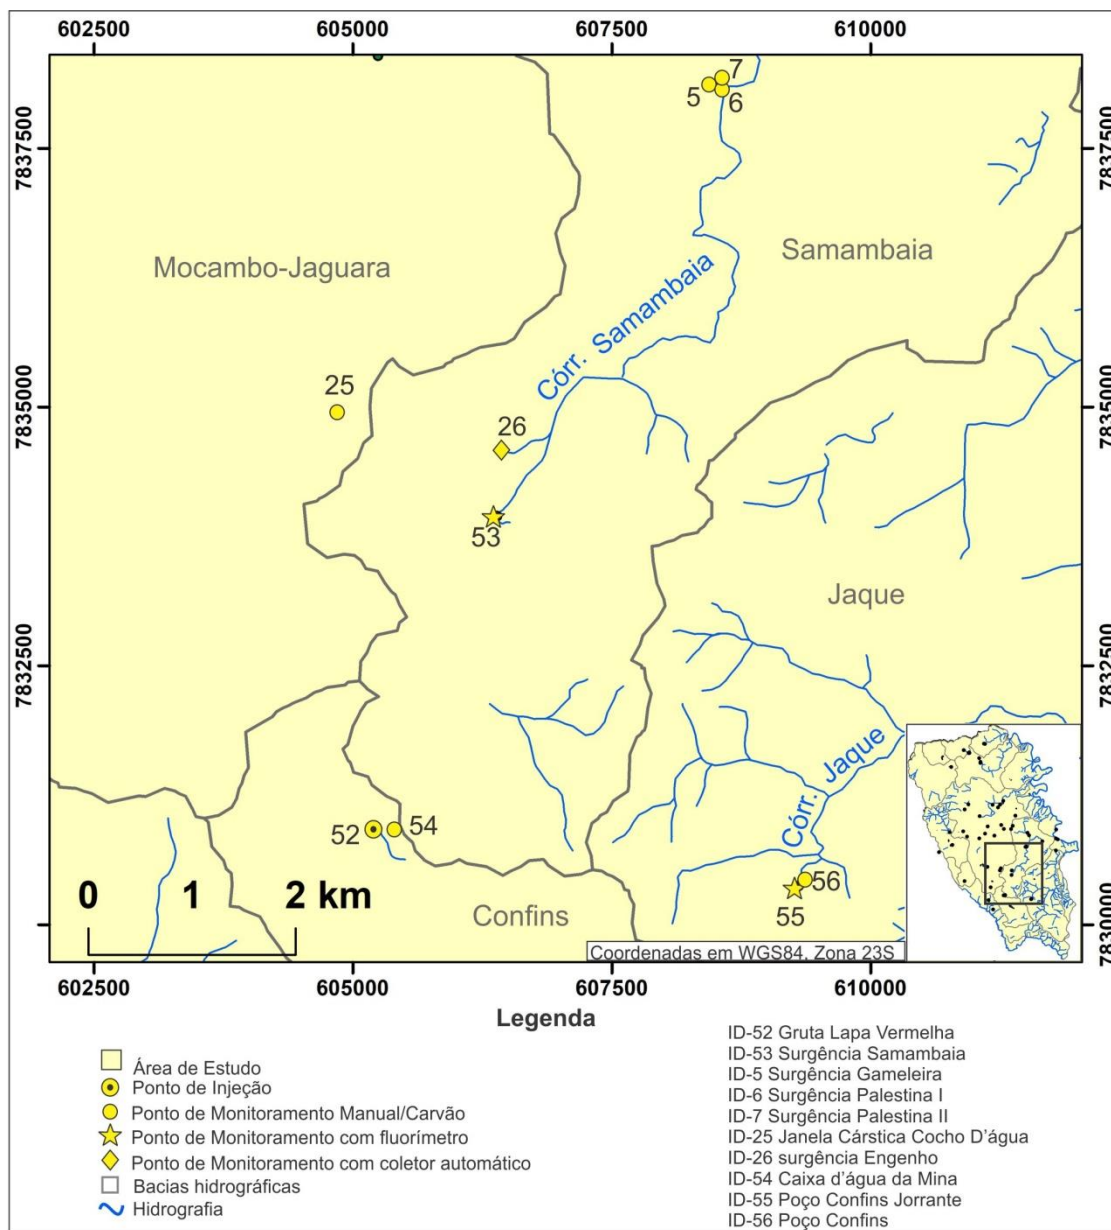 602500 605000 607500 610000
7
5
6
7837500 7837500
Samambaia
Mocambo-Jaguara
Córr. Samambaia
7835000 7835000
25
26
53
Jaque
7832500 7832500
Córr. Jaque
52 54
0 1 2 km
56
55
Confins
7830000 7830000
Coordenadas em WGS84, Zona 23S
602500 605000 607500 610000
Legenda
Área de Estudo
Ponto de Injeção
Ponto de Monitoramento Manual/Carvão
Ponto de Monitoramento com fluorímetro
Ponto de Monitoramento com coletor automático
Bacias hidrográficas
Hidrografia
ID-52 Gruta Lapa Vermelha
ID-53 Surgência Samambaia
ID-5 Surgência Gameleira
ID-6 Surgência Palestina I
ID-7 Surgência Palestina II
ID-25 Janela Cárstica Cocho D'água
ID-26 surgência Engenho
ID-54 Caixa d'água da Mina
ID-55 Poço Confins Jorrante
ID-56 Poço Confins